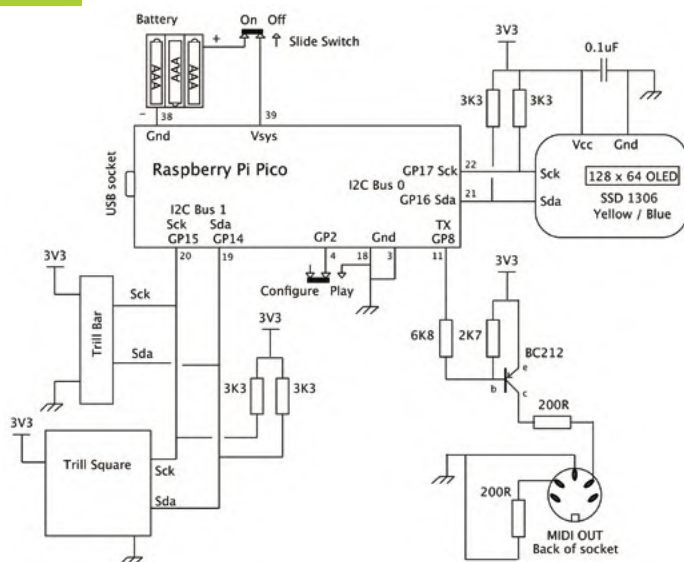 Battery
On Off
+
Slide Switch
AAA
AAA
AAA
–
38
39
Gnd
Vsys
USB socket
Raspberry Pi Pico
GP17 Sck
22
I2C Bus 0
GP16 Sda
21
I2C Bus 1
Sck
Sda
GP15
GP14
20
19
GP2
4
Gnd
18
3
TX
GP8
11
3V3
0.1uF
3K3
3K3
Vcc
Gnd
Sck
128 x 64 OLED
Sda
SSD 1306
Yellow / Blue
3V3
Sck
Trill Bar
Sda
Configure
Play
3V3
3K3
3K3
3V3
Trill Square
Sck
Sda
3V3
6K8
2K7
BC212
e
b
c
200R
200R
MIDI OUT
Back of socket